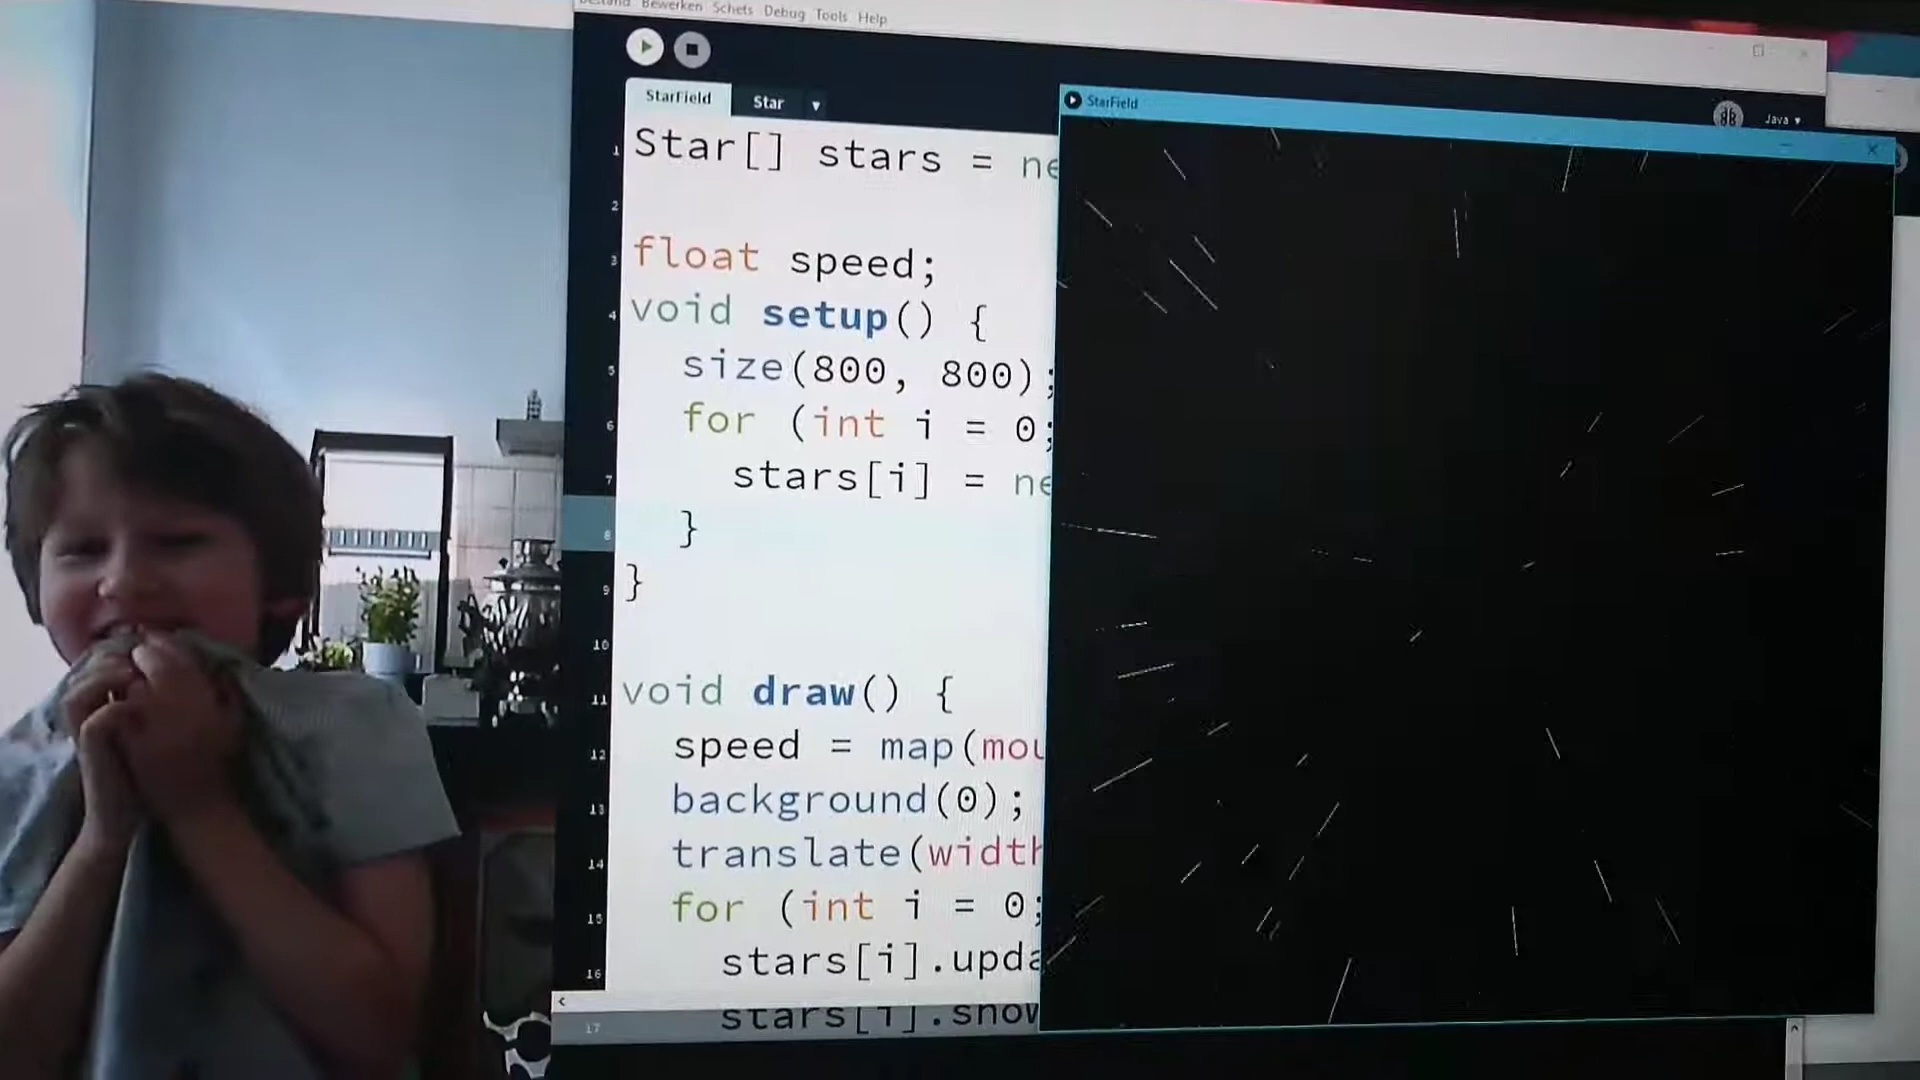 Bestand Bewerken Schets Debug Tools Help
StarField Star
StarField
Java
1 Star[] stars = ne
2
3 float speed;
4 void setup() {
5 size(800, 800);
6 for (int i = 0;
7 stars[i] = ne
8 }
9 }
10
11 void draw() {
12 speed = map(mou
13 background(0);
14 translate(width
15 for (int i = 0;
16 stars[i].upda
17 stars[i].show